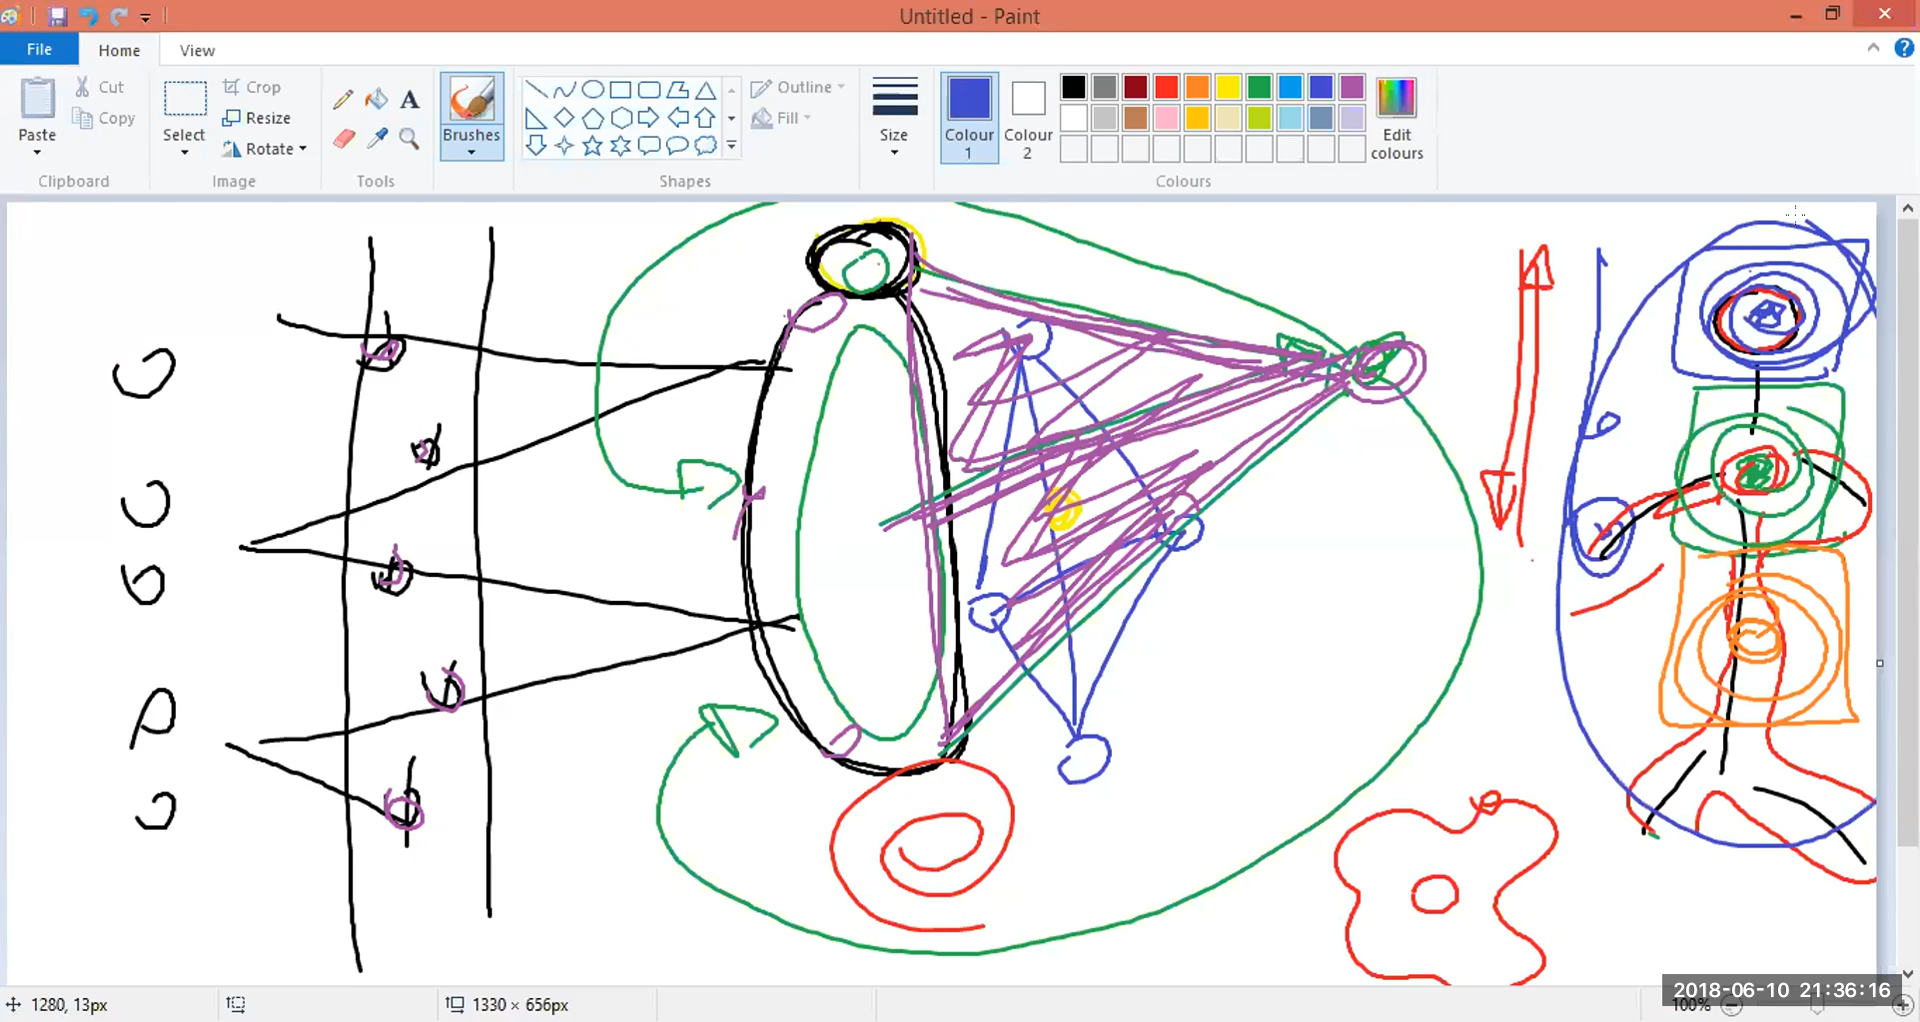 Untitled - Paint
File Home View
Paste Cut Copy Select Crop Resize Rotate Brushes Outline Fill Size Colour 1 Colour 2 Edit colours
Clipboard Image Tools Shapes Colours
1280, 13px 1330 × 656px 100%
2018-06-10 21:36:16